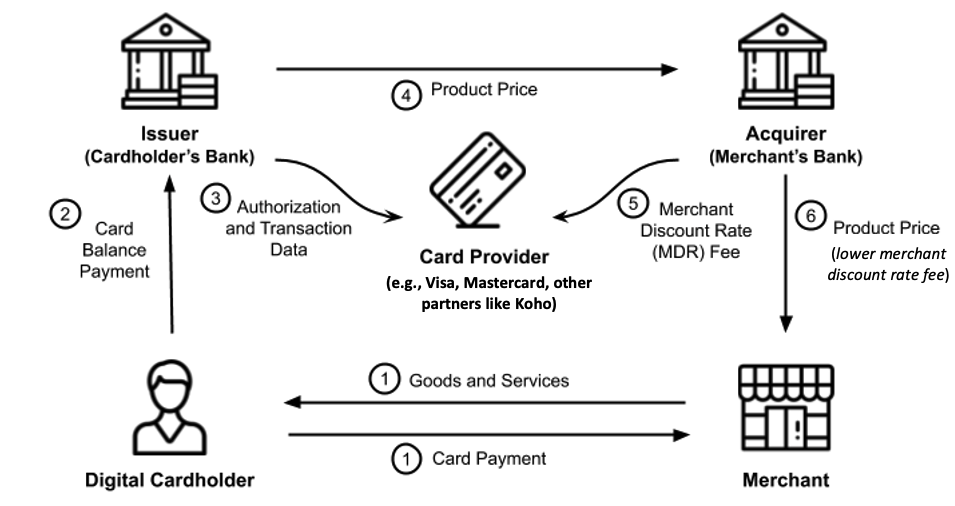 4 Product Price
Issuer
(Cardholder's Bank)
Acquirer
(Merchant's Bank)
2 Card
Balance
Payment
3 Authorization
and Transaction
Data
Card Provider
(e.g., Visa, Mastercard, other
partners like Koho)
5 Merchant
Discount Rate
(MDR) Fee
6 Product Price
(lower merchant
discount rate fee)
1 Goods and Services
1 Card Payment
Digital Cardholder
Merchant